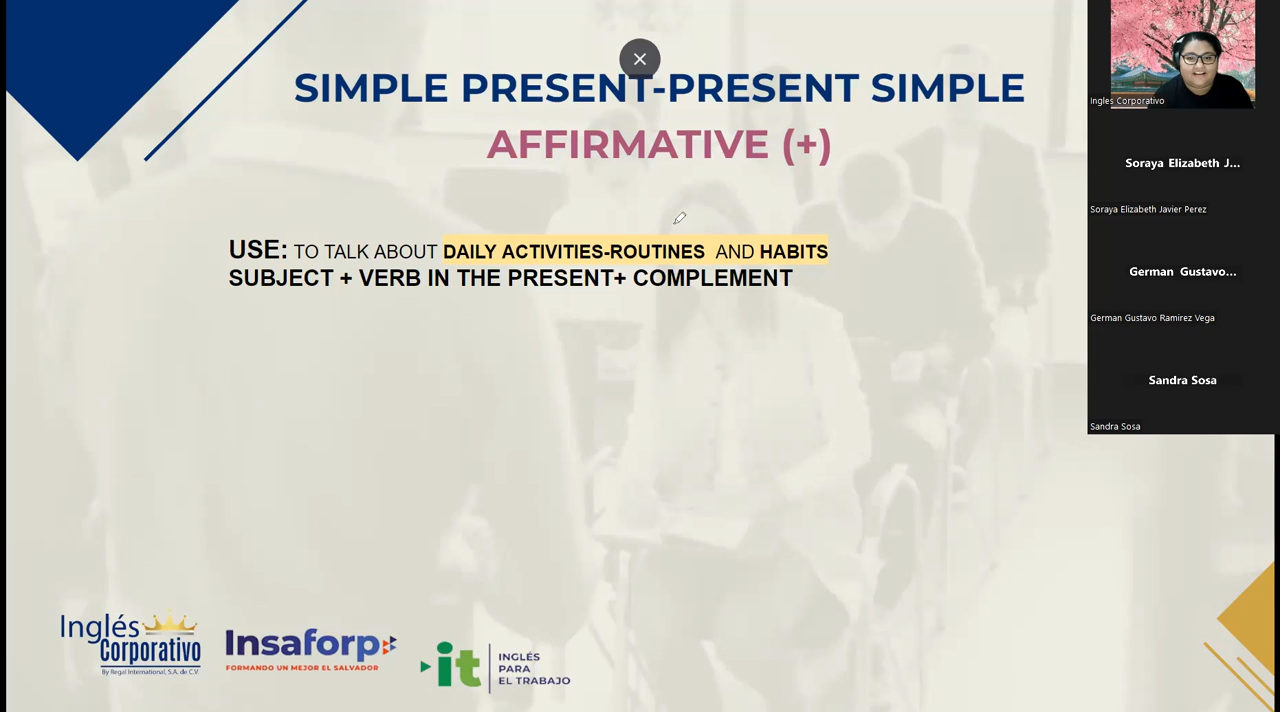 SIMPLE PRESENT-PRESENT SIMPLE
AFFIRMATIVE (+)
USE: TO TALK ABOUT DAILY ACTIVITIES-ROUTINES AND HABITS
SUBJECT + VERB IN THE PRESENT+ COMPLEMENT
Ingles Corporativo
Soraya Elizabeth J...
Soraya Elizabeth Javier Perez
German Gustavo...
German Gustavo Ramirez Vega
Sandra Sosa
Sandra Sosa
Inglés
Corporativo
By Regal International, S.A. de C.V.
Insaforp
FORMANDO UN MEJOR EL SALVADOR
it
INGLÉS
PARA
EL TRABAJO